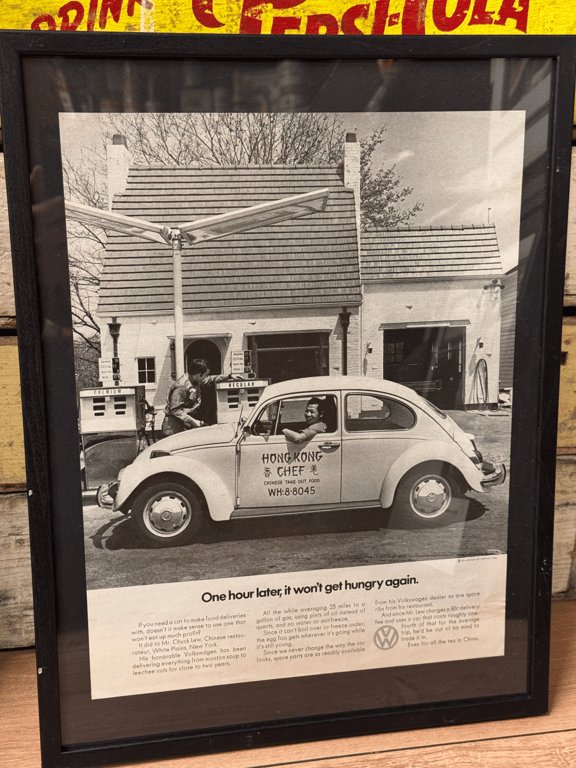 DRINK PEPSI-COLA
PREMIUM
REGULAR
HONG KONG
CHEF
CHINESE TAKE OUT FOOD
WH:8-8045
One hour later, it won't get hungry again.
If you need a car to make food deliveries
with, doesn't it make sense to use one that
won't eat up much profit?
It did to Mr. Chuck Lew, Chinese restau-
rateur, White Plains, New York.
His honorable Volkswagen has been
delivering everything from wonton soup to
leechee nuts for close to two years.
All the while averaging 25 miles to a
gallon of gas, using pints of oil instead of
quarts, and no water or antifreeze.
Since it can't boil over or freeze under,
the egg foo gets wherever it's going while
it's still young.
Since we never change the way the car
looks, spare parts are as readily available
from his Volkswagen dealer as are spare
ribs from his restaurant.
And since Mr. Lew charges a 50c delivery
fee and uses a car that costs roughly one-
fourth of that for the average
trip, he'd be out of his mind to
trade it in.
Even for all the tea in China.